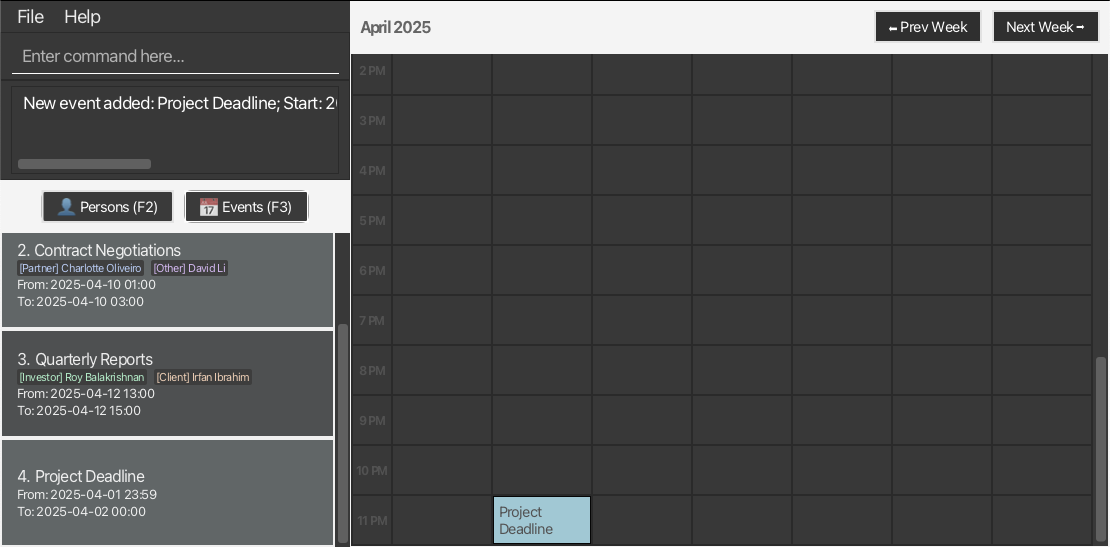 File Help
Enter command here...
New event added: Project Deadline; Start: 20
Persons (F2) Events (F3)
2. Contract Negotiations
[Partner] Charlotte Oliveiro [Other] David Li
From: 2025-04-10 01:00
To: 2025-04-10 03:00
3. Quarterly Reports
[Investor] Roy Balakrishnan [Client] Irfan Ibrahim
From: 2025-04-12 13:00
To: 2025-04-12 15:00
4. Project Deadline
From: 2025-04-01 23:59
To: 2025-04-02 00:00
April 2025
⬅ Prev Week Next Week ➡
2 PM
3 PM
4 PM
5 PM
6 PM
7 PM
8 PM
9 PM
10 PM
11 PM
Project
Deadline